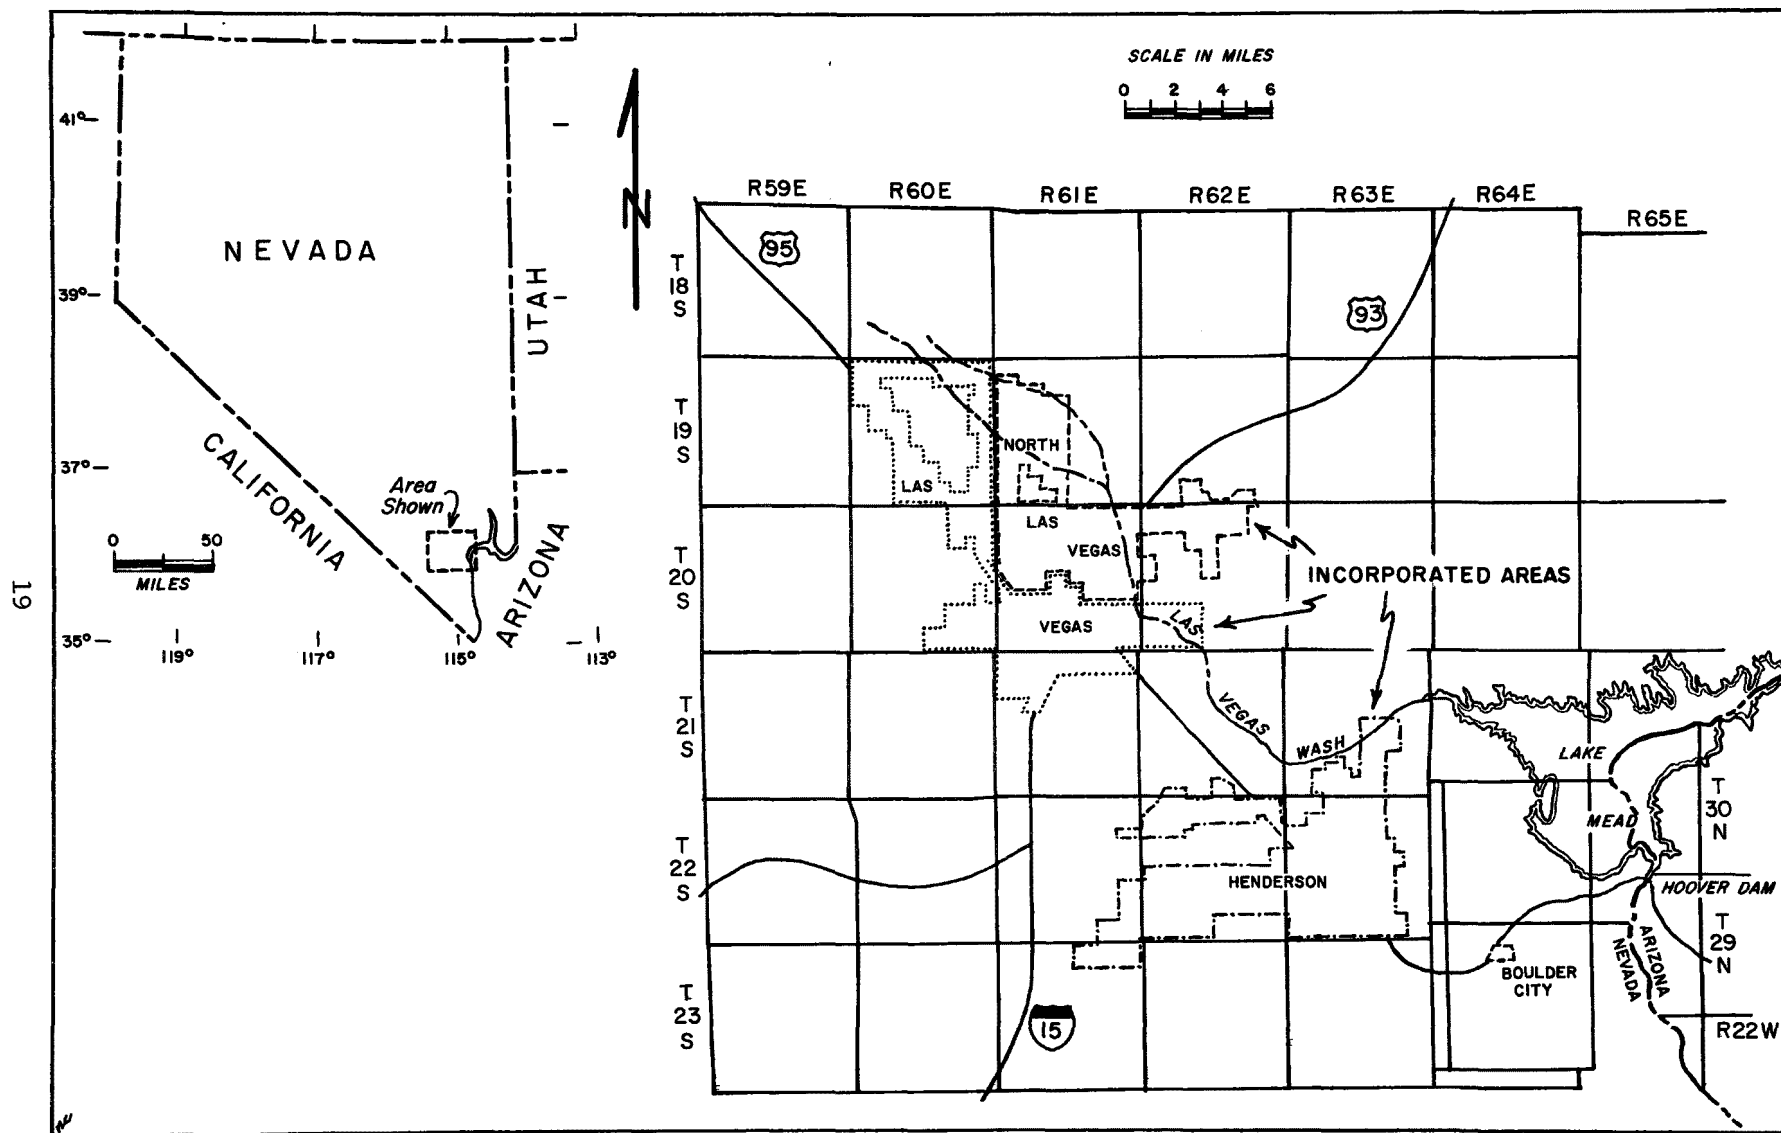 SCALE IN MILES
0 2 4 6
41°
39°
37°
35°
119° 117° 115° 113°
NEVADA
UTAH
CALIFORNIA
ARIZONA
Area
Shown
0 50
MILES
N
19
R59E R60E R61E R62E R63E R64E R65E
T
18
S
T
19
S
T
20
S
T
21
S
T
22
S
T
23
S
95
93
NORTH
LAS
LAS
VEGAS
VEGAS
INCORPORATED AREAS
LAS
VEGAS
WASH
LAKE
MEAD
T
30
N
HENDERSON
HOOVER DAM
T
29
N
BOULDER
CITY
ARIZONA
NEVADA
R22W
15